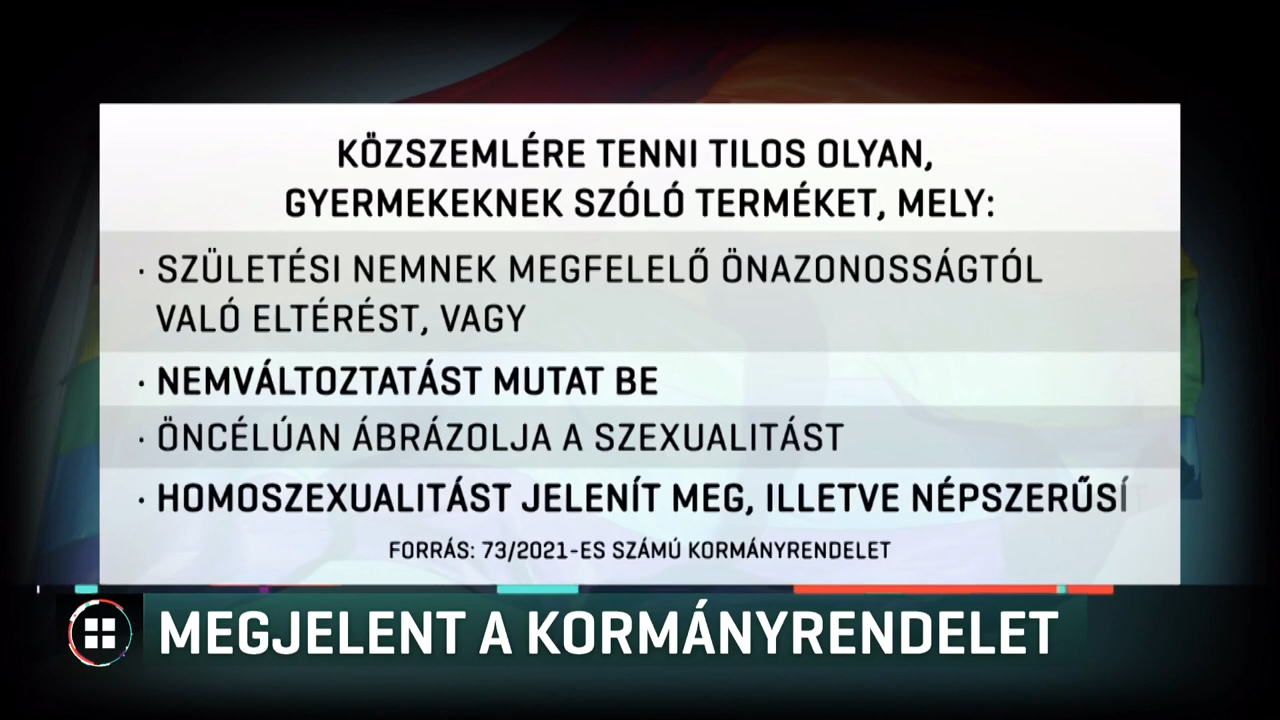 KÖZSZEMLÉRE TENNI TILOS OLYAN,
GYERMEKEKNEK SZÓLÓ TERMÉKET, MELY:
· SZÜLETÉSI NEMNEK MEGFELELŐ ÖNAZONOSSÁGTÓL
VALÓ ELTÉRÉST, VAGY
· NEMVÁLTOZTATÁST MUTAT BE
· ÖNCÉLÚAN ÁBRÁZOLJA A SZEXUALITÁST
· HOMOSZEXUALITÁST JELENÍT MEG, ILLETVE NÉPSZERŰSÍ
FORRÁS: 73/2021-ES SZÁMÚ KORMÁNYRENDELET
MEGJELENT A KORMÁNYRENDELET